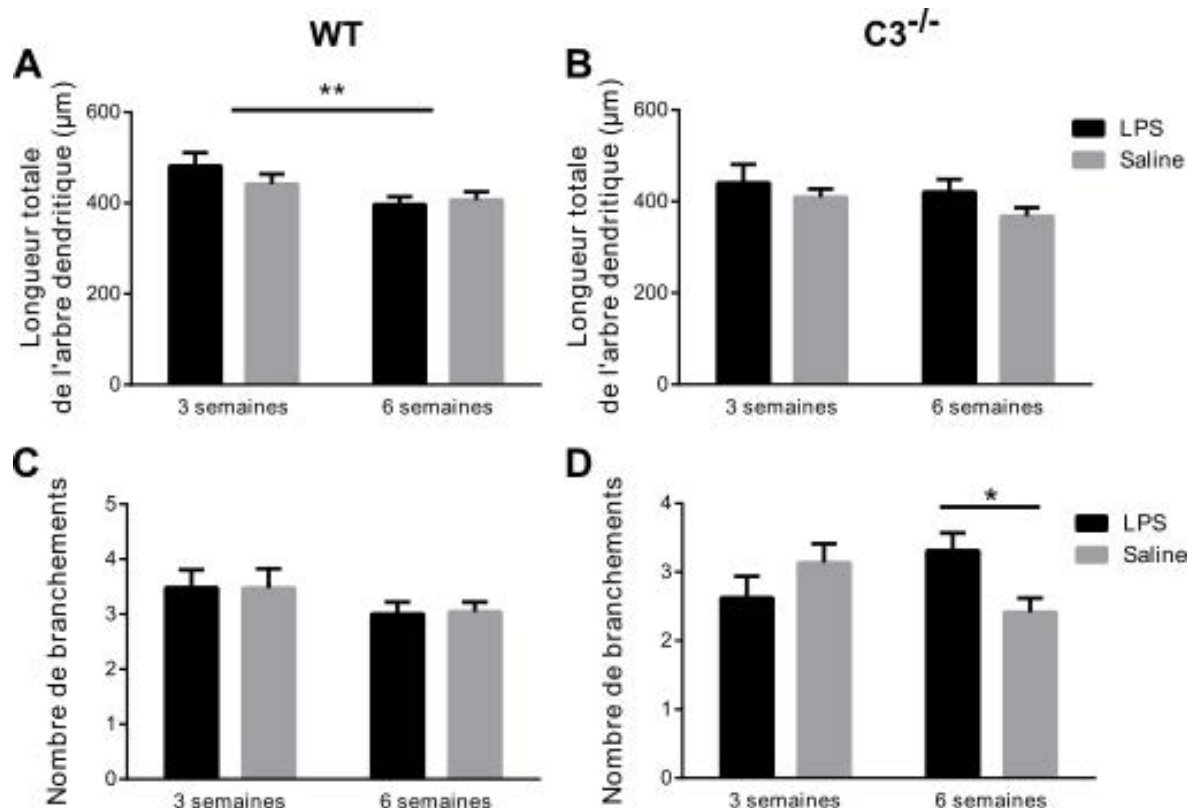 WT
C3-/-
A
**
Longueur totale
de l'arbre dendritique (µm)
600
400
200
0
3 semaines
6 semaines
B
Longueur totale
de l'arbre dendritique (µm)
600
400
200
0
3 semaines
6 semaines
LPS
Saline
C
Nombre de branchements
5
4
3
2
1
0
3 semaines
6 semaines
D
*
Nombre de branchements
4
3
2
1
0
3 semaines
6 semaines
LPS
Saline